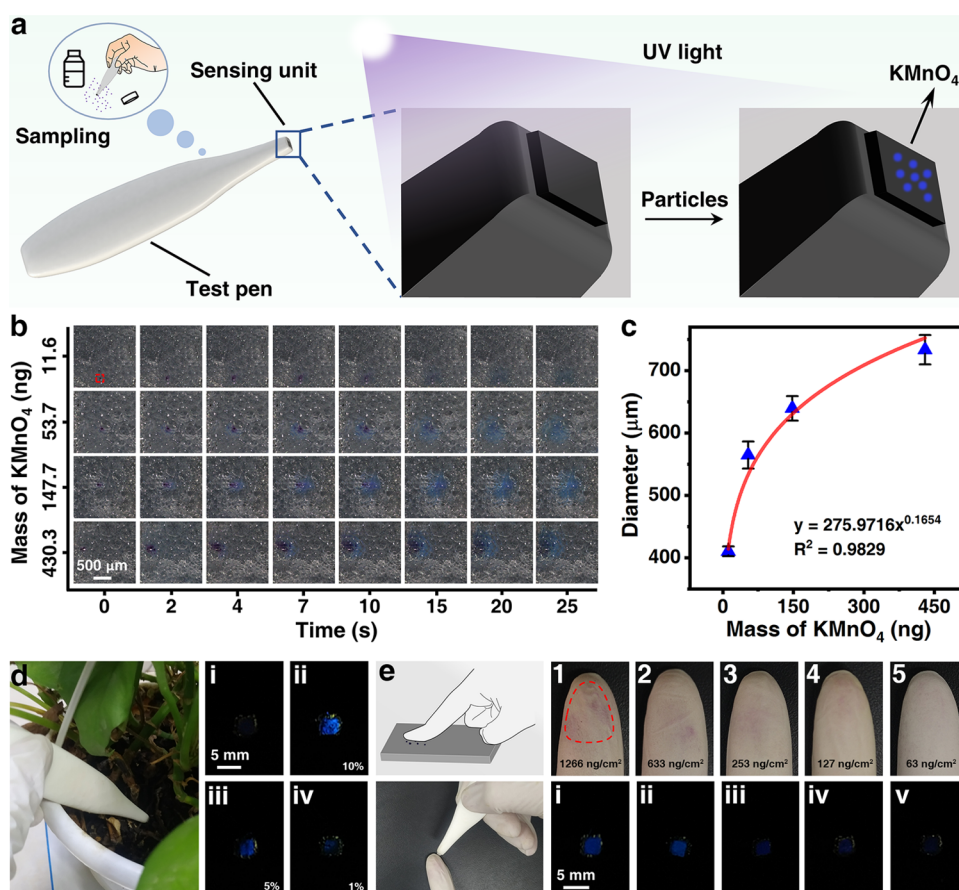 a
UV light
KMnO₄
Sensing unit
Sampling
Particles
Test pen
b
Mass of KMnO₄ (ng)
11.6
53.7
147.7
430.3
500 μm
0 2 4 7 10 15 20 25
Time (s)
c
Diameter (μm)
700
600
500
400
y = 275.9716x^0.1654
R² = 0.9829
0 150 300 450
Mass of KMnO₄ (ng)
d
i ii
5 mm
10%
iii iv
5% 1%
e
1 2 3 4 5
1266 ng/cm² 633 ng/cm² 253 ng/cm² 127 ng/cm² 63 ng/cm²
i ii iii iv v
5 mm